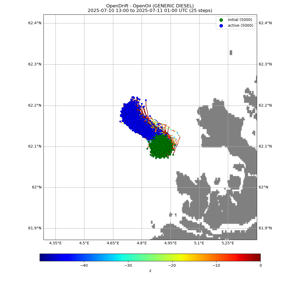 OpenDrift - OpenOil (GENERIC DIESEL)
2025-07-10 13:00 to 2025-07-11 01:00 UTC (25 steps)
initial (5000)
active (5000)
62.4°N 62.4°N
62.3°N 62.3°N
62.2°N 62.2°N
62.1°N 62.1°N
62°N 62°N
61.9°N 61.9°N
4.35°E 4.5°E 4.65°E 4.8°E 4.95°E 5.1°E 5.25°E
−40 −30 −20 −10 0
z